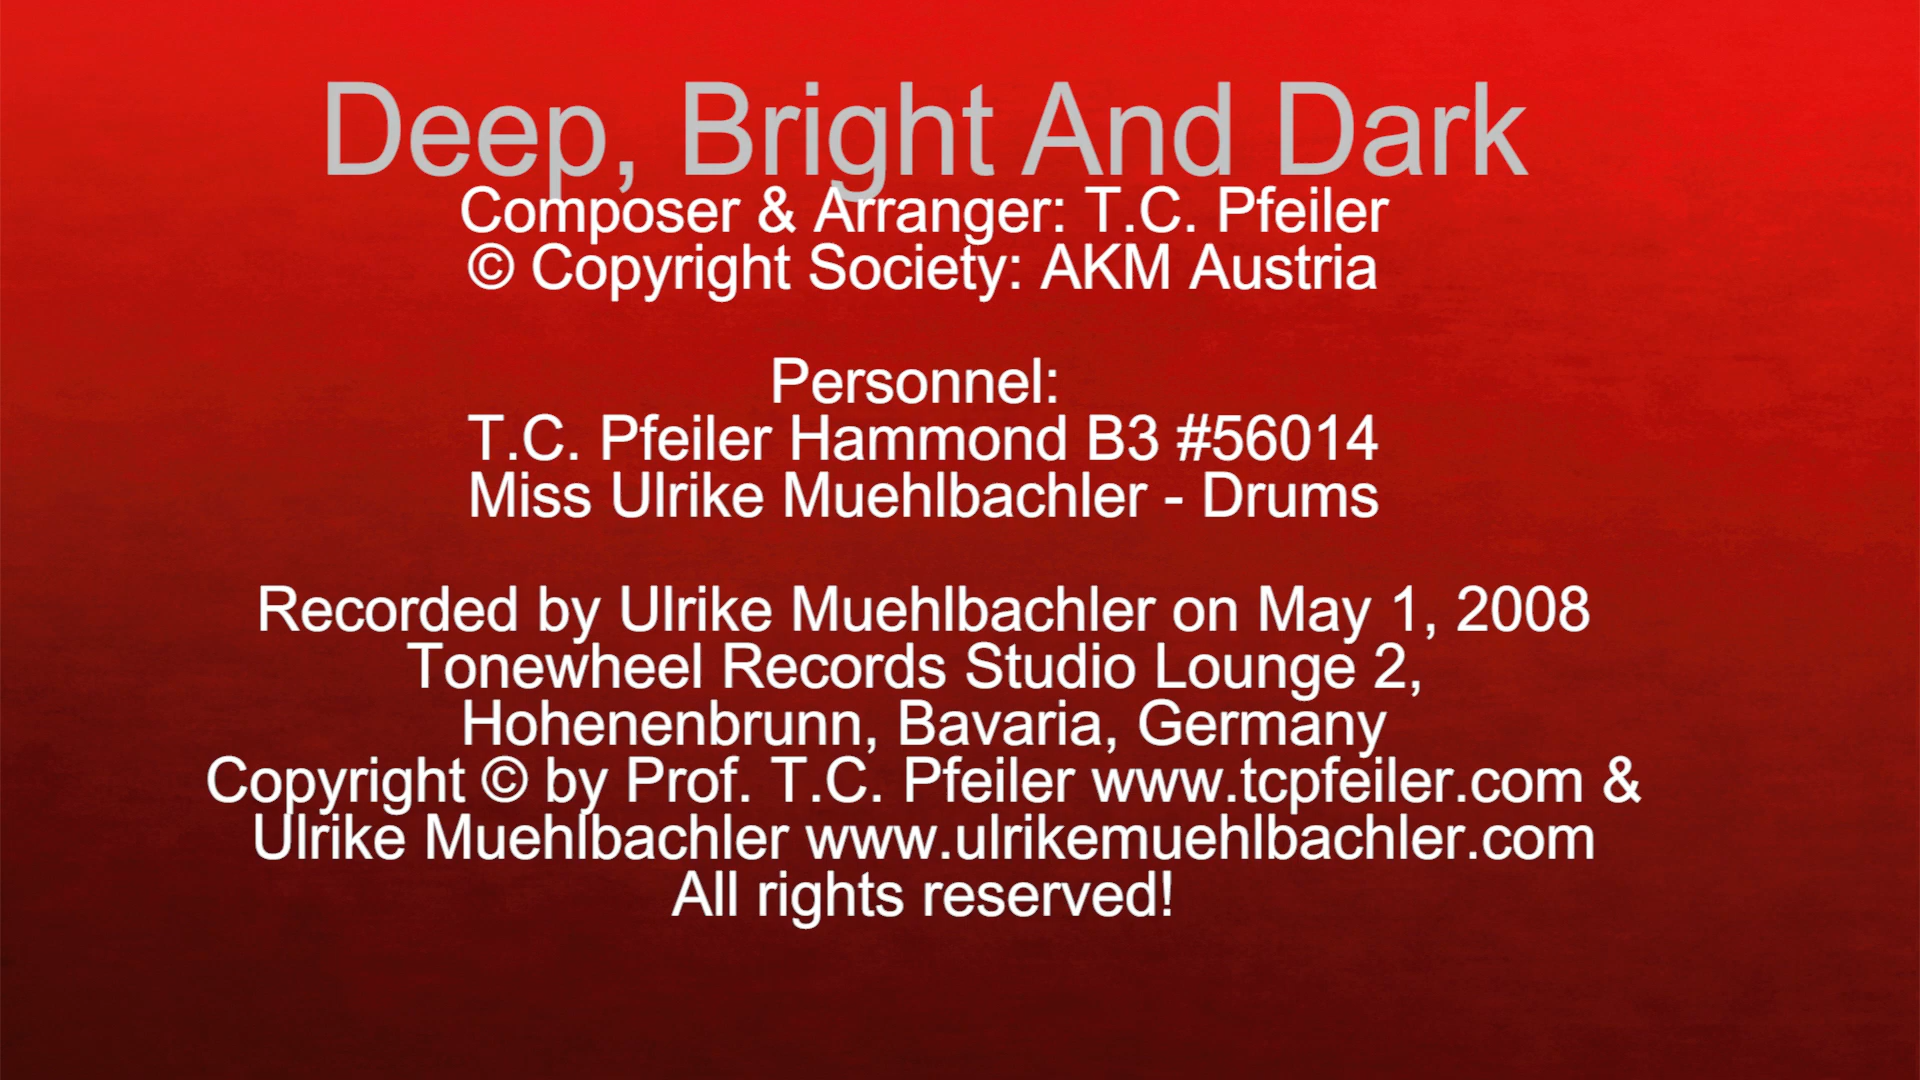 Deep, Bright And Dark
Composer & Arranger: T.C. Pfeiler
© Copyright Society: AKM Austria
Personnel:
T.C. Pfeiler Hammond B3 #56014
Miss Ulrike Muehlbachler - Drums
Recorded by Ulrike Muehlbachler on May 1, 2008
Tonewheel Records Studio Lounge 2,
Hohenenbrunn, Bavaria, Germany
Copyright © by Prof. T.C. Pfeiler www.tcpfeiler.com &
Ulrike Muehlbachler www.ulrikemuehlbachler.com
All rights reserved!